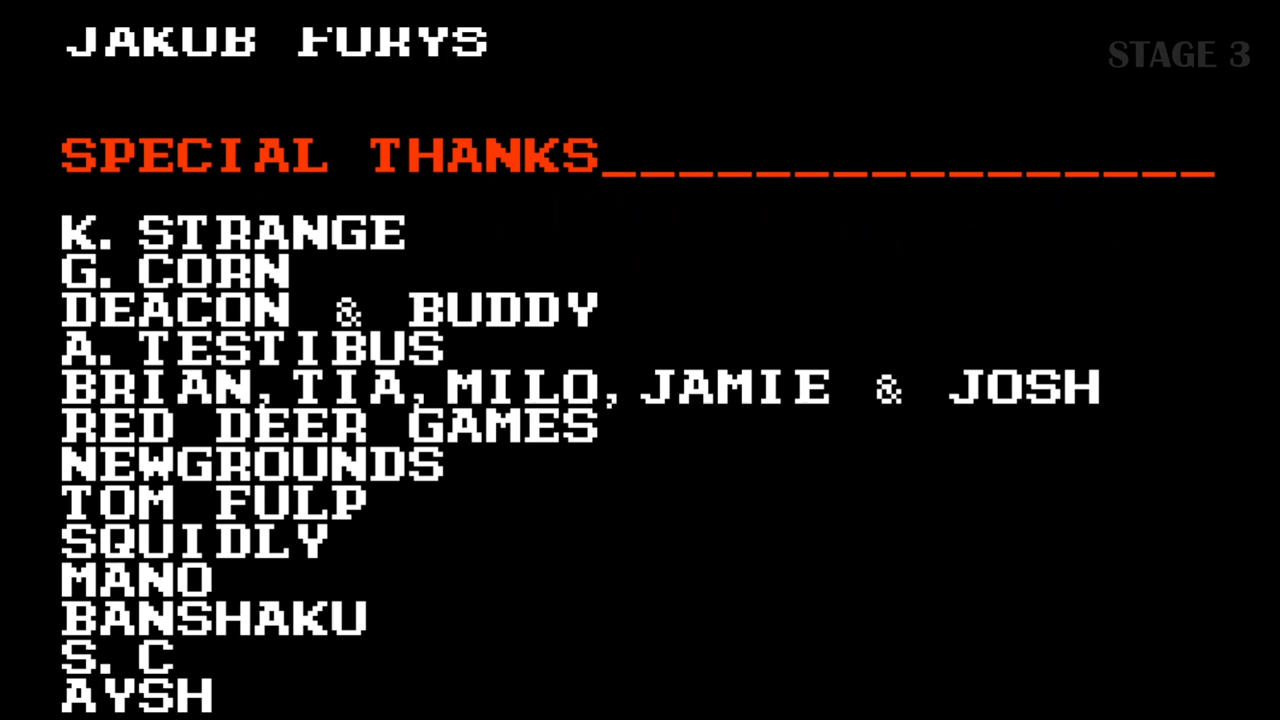 JAKUB FURYS
STAGE 3
SPECIAL THANKS_ _ _ _ _ _ _ _ _ _ _ _ _ _ _ _
K. STRANGE
G. CORN
DEACON & BUDDY
A. TESTIBUS
BRIAN, TIA, MILO, JAMIE & JOSH
RED DEER GAMES
NEWGROUNDS
TOM FULP
SQUIDLY
MANO
BANSHAKU
S. C
AYSH